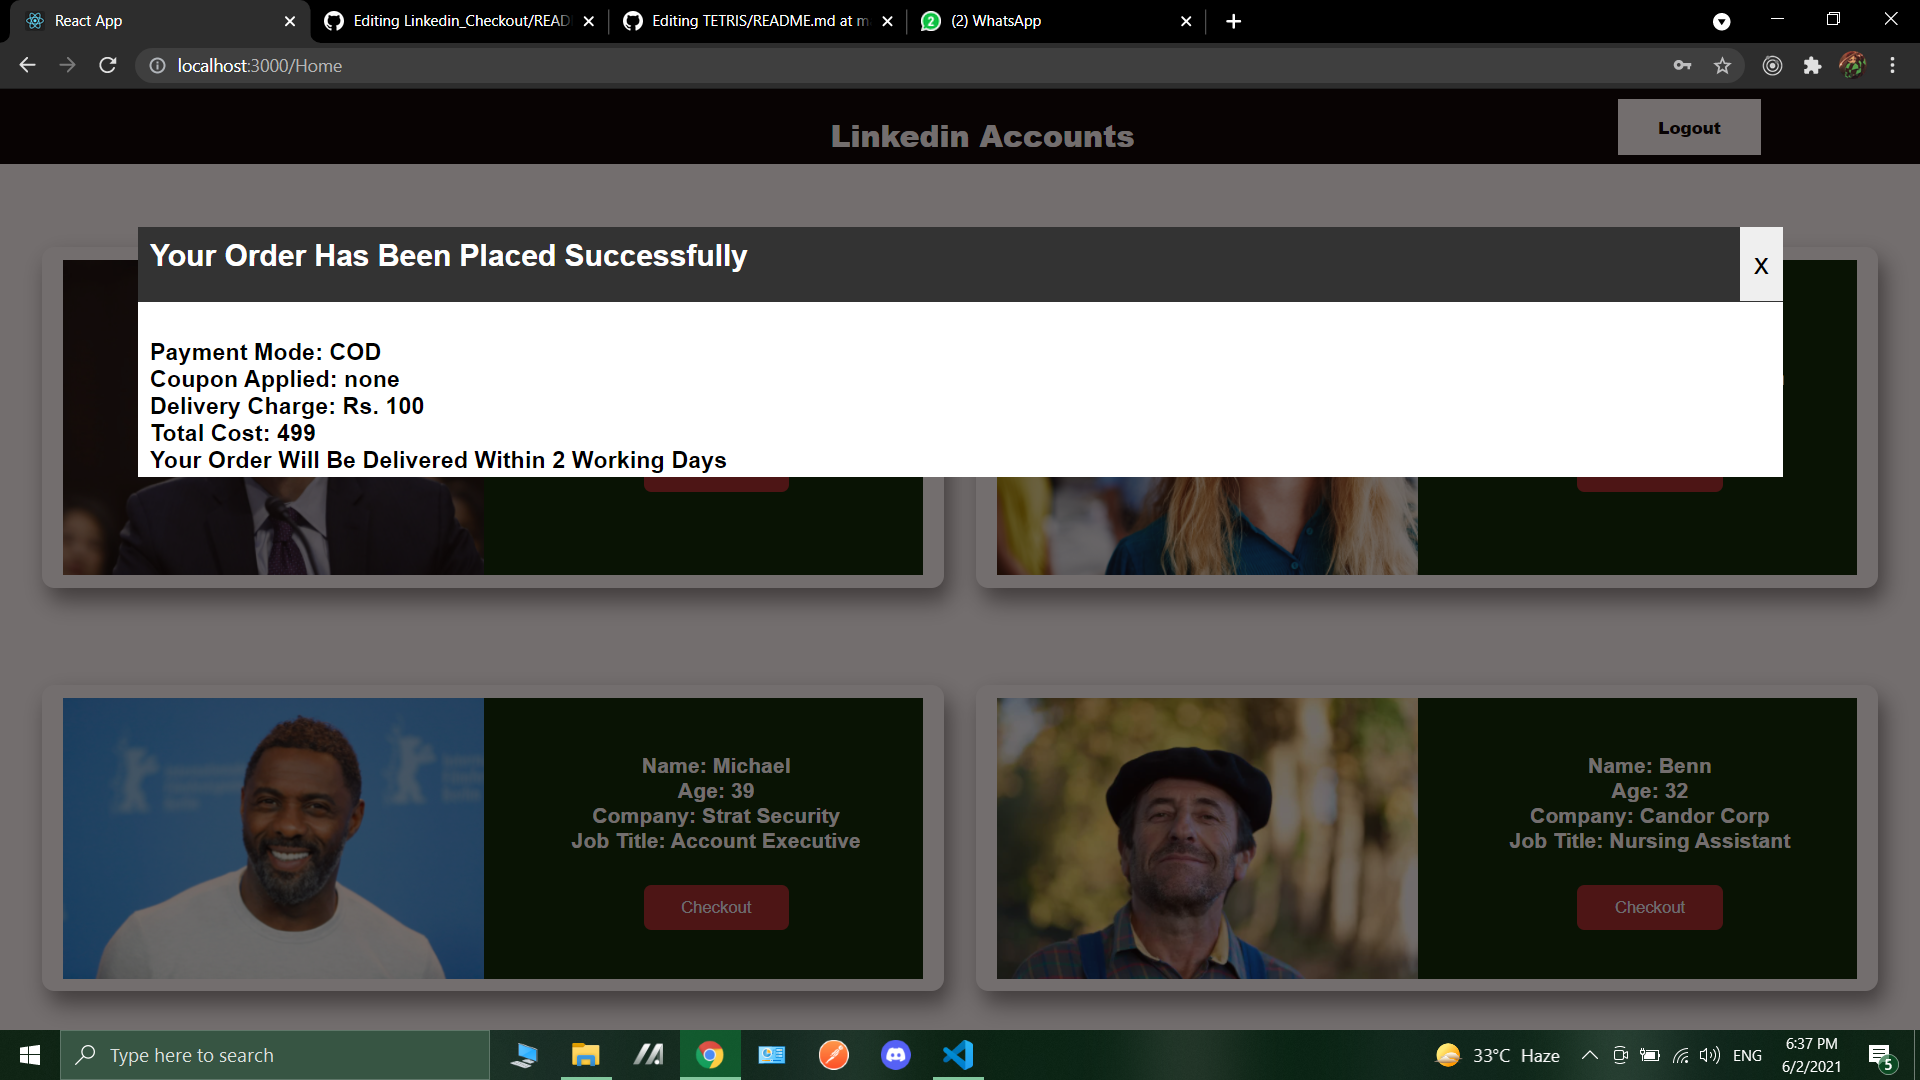 React App
Editing Linkedin_Checkout/READ
Editing TETRIS/README.md at m
(2) WhatsApp
localhost:3000/Home
Linkedin Accounts
Logout
Your Order Has Been Placed Successfully
X
Payment Mode: COD
Coupon Applied: none
Delivery Charge: Rs. 100
Total Cost: 499
Your Order Will Be Delivered Within 2 Working Days
Name: Michael
Age: 39
Company: Strat Security
Job Title: Account Executive
Checkout
Name: Benn
Age: 32
Company: Candor Corp
Job Title: Nursing Assistant
Checkout
Type here to search
33°C Haze
ENG
6:37 PM
6/2/2021
5